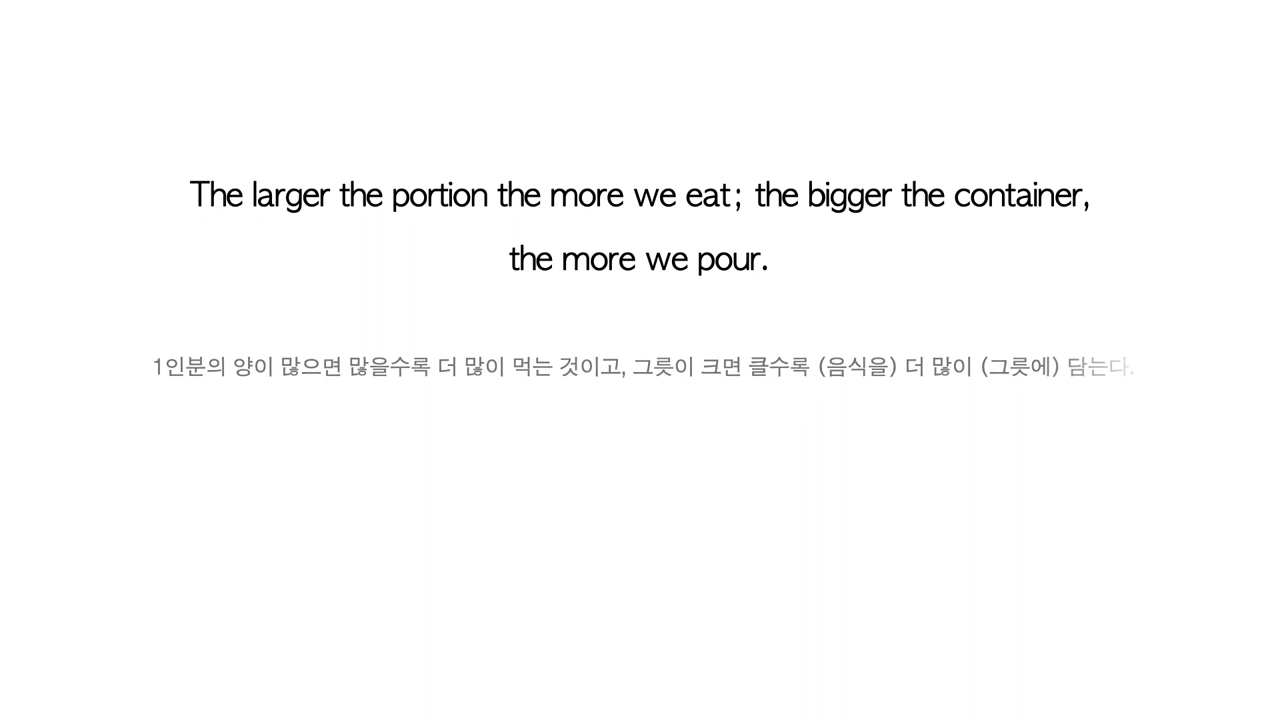 The larger the portion the more we eat; the bigger the container,
the more we pour.
1인분의 양이 많으면 많을수록 더 많이 먹는 것이고, 그릇이 크면 클수록 (음식을) 더 많이 (그릇에) 담는다.